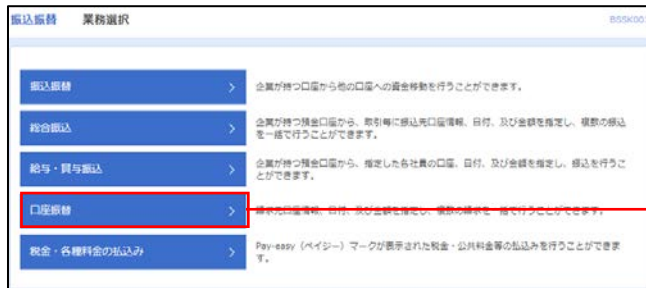 振込振替 業務選択 BSSK001
振込振替
企業が持つ口座から他の口座への資金移動を行うことができます。
総合振込
企業が持つ預金口座から、取引毎に振込先口座情報、日付、及び金額を指定し、複数の振込
を一括で行うことができます。
給与・賞与振込
企業が持つ預金口座から、指定した各社員の口座、日付、及び金額を指定し、振込を行うこ
とができます。
口座振替
請求先口座情報、日付、及び金額を指定し、複数の請求を一括で行うことができます。
税金・各種料金の払込み
Pay-easy（ペイジー）マークが表示された税金・公共料金等の払込みを行うことができま
す。